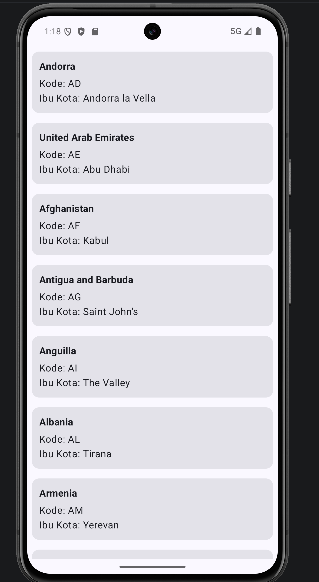 1:18
5G
Andorra
Kode: AD
Ibu Kota: Andorra la Vella
United Arab Emirates
Kode: AE
Ibu Kota: Abu Dhabi
Afghanistan
Kode: AF
Ibu Kota: Kabul
Antigua and Barbuda
Kode: AG
Ibu Kota: Saint John's
Anguilla
Kode: AI
Ibu Kota: The Valley
Albania
Kode: AL
Ibu Kota: Tirana
Armenia
Kode: AM
Ibu Kota: Yerevan